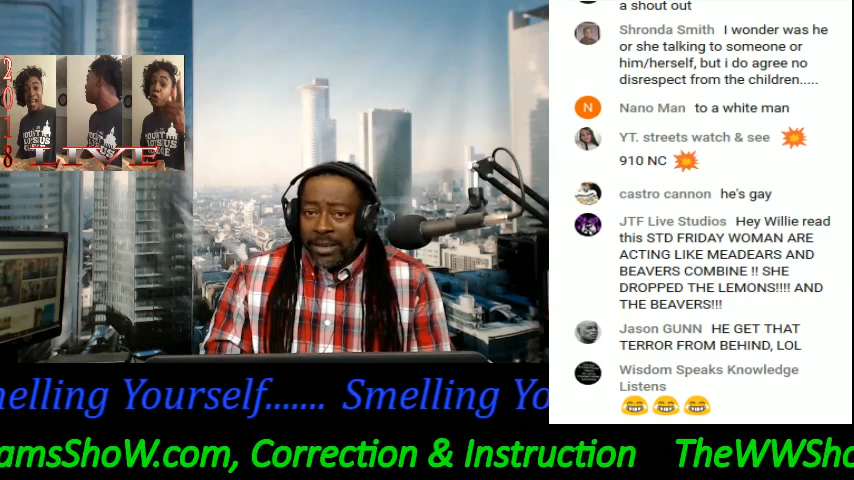 a shout out
Shronda Smith I wonder was he
or she talking to someone or
him/herself, but i do agree no
disrespect from the children.....
N Nano Man to a white man
YT. streets watch & see 💥
910 NC 💥
castro cannon he's gay
JTF Live Studios Hey Willie read
this STD FRIDAY WOMAN ARE
ACTING LIKE MEADEARS AND
BEAVERS COMBINE !! SHE
DROPPED THE LEMONS!!!! AND
THE BEAVERS!!!
Jason GUNN HE GET THAT
TERROR FROM BEHIND, LOL
Wisdom Speaks Knowledge
Listens
😂😂😂
2018
LIVE
melling Yourself....... Smelling Yo
amsShoW.com, Correction & Instruction TheWWSho